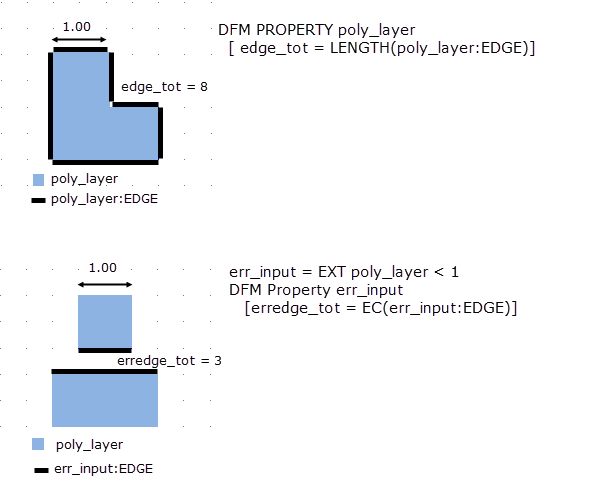 1.00
DFM PROPERTY poly_layer
[ edge_tot = LENGTH(poly_layer:EDGE)]
edge_tot = 8
poly_layer
poly_layer:EDGE
1.00
err_input = EXT poly_layer < 1
DFM Property err_input
[erredge_tot = EC(err_input:EDGE)]
erredge_tot = 3
poly_layer
err_input:EDGE